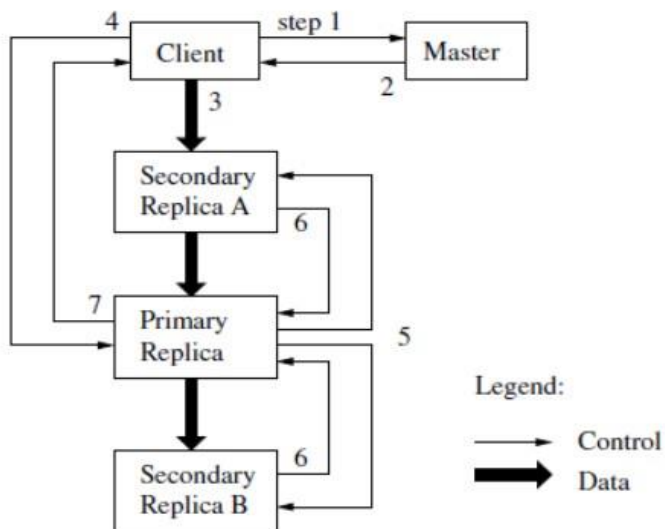 4
step 1
Client
Master
2
3
Secondary
Replica A
6
7
Primary
Replica
5
Legend:
Control
6
Data
Secondary
Replica B